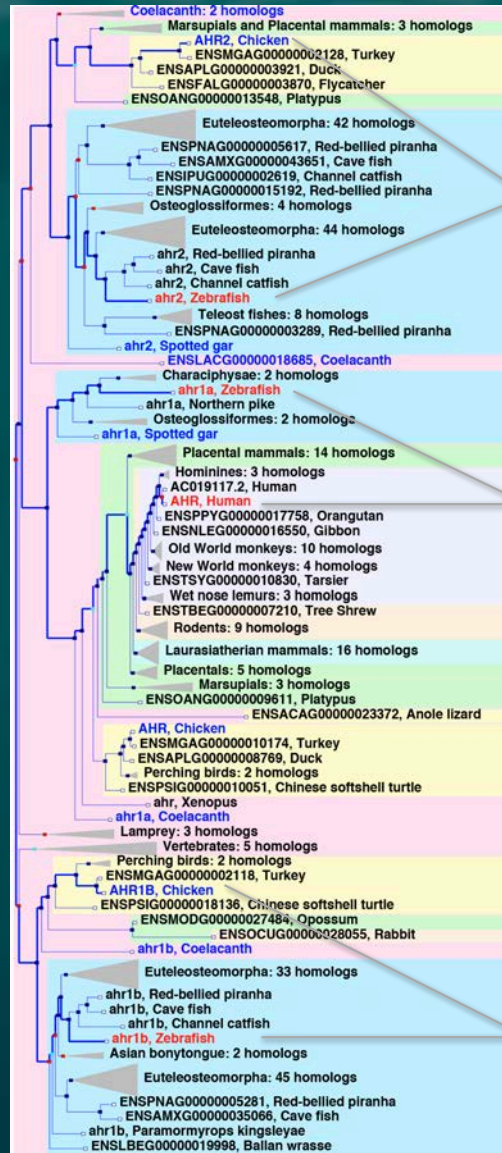 Coelacanth: 2 homologs
Marsupials and Placental mammals: 3 homologs
AHR2, Chicken
ENSMGAG00000002128, Turkey
ENSAPLG00000003921, Duck
ENSFALG00000003870, Flycatcher
ENSOANG00000013548, Platypus
Euteleosteomorpha: 42 homologs
ENSPNAG00000005617, Red-bellied piranha
ENSAMXG00000043651, Cave fish
ENSIPUG00000002619, Channel catfish
ENSPNAG00000015192, Red-bellied piranha
Osteoglossiformes: 4 homologs
Euteleosteomorpha: 44 homologs
ahr2, Red-bellied piranha
ahr2, Cave fish
ahr2, Channel catfish
ahr2, Zebrafish
Teleost fishes: 8 homologs
ENSPNAG00000003289, Red-bellied piranha
ahr2, Spotted gar
ENSLACG00000018685, Coelacanth
Characiphysae: 2 homologs
ahr1a, Zebrafish
ahr1a, Northern pike
Osteoglossiformes: 2 homologs
ahr1a, Spotted gar
Placental mammals: 14 homologs
Hominines: 3 homologs
AC019117.2, Human
AHR, Human
ENSPPYG00000017758, Orangutan
ENSNLEG00000016550, Gibbon
Old World monkeys: 10 homologs
New World monkeys: 4 homologs
ENSTSYG00000010830, Tarsier
Wet nose lemurs: 3 homologs
ENSTBEG00000007210, Tree Shrew
Rodents: 9 homologs
Laurasiatherian mammals: 16 homologs
Placentals: 5 homologs
Marsupials: 3 homologs
ENSOANG00000009611, Platypus
ENSACAG00000023372, Anole lizard
AHR, Chicken
ENSMGAG00000010174, Turkey
ENSAPLG00000008769, Duck
Perching birds: 2 homologs
ENSPSIG00000010051, Chinese softshell turtle
ahr, Xenopus
ahr1a, Coelacanth
Lamprey: 3 homologs
Vertebrates: 5 homologs
Perching birds: 2 homologs
ENSMGAG00000002118, Turkey
AHR1B, Chicken
ENSPSIG00000018136, Chinese softshell turtle
ENSMODG00000027484, Opossum
ENSOCUG00000028055, Rabbit
ahr1b, Coelacanth
Euteleosteomorpha: 33 homologs
ahr1b, Red-bellied piranha
ahr1b, Cave fish
ahr1b, Channel catfish
ahr1b, Zebrafish
Asian bonytongue: 2 homologs
Euteleosteomorpha: 45 homologs
ENSPNAG00000005281, Red-bellied piranha
ENSAMXG00000035066, Cave fish
ahr1b, Paramormyrops kingsleyae
ENSLBEG00000019998, Ballan wrasse